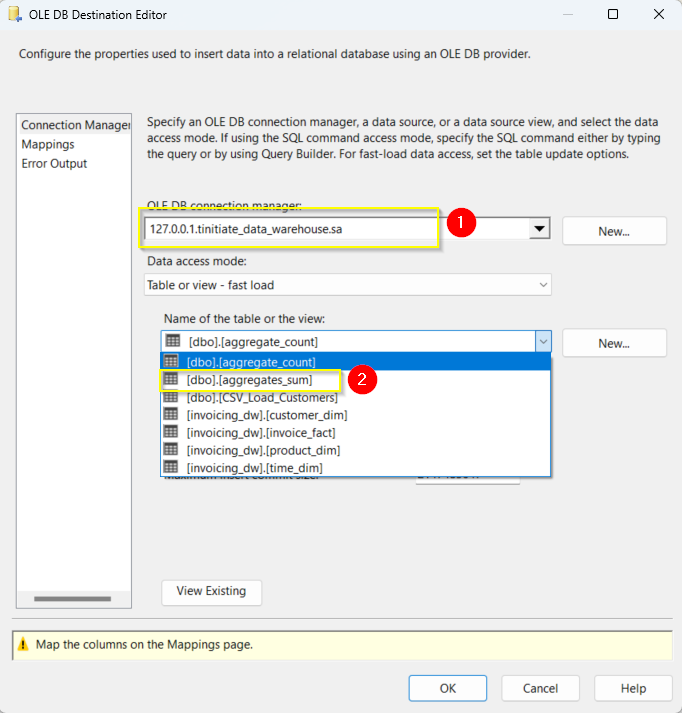 OLE DB Destination Editor
Configure the properties used to insert data into a relational database using an OLE DB provider.
Connection Manager
Mappings
Error Output
Specify an OLE DB connection manager, a data source, or a data source view, and select the data
access mode. If using the SQL command access mode, specify the SQL command either by typing
the query or by using Query Builder. For fast-load data access, set the table update options.
OLE DB connection manager:
127.0.0.1.tinitiate_data_warehouse.sa
1
New...
Data access mode:
Table or view - fast load
Name of the table or the view:
[dbo].[aggregate_count]
New...
[dbo].[aggregate_count]
[dbo].[aggregates_sum]
2
[dbo].[CSV_Load_Customers]
[invoicing_dw].[customer_dim]
[invoicing_dw].[invoice_fact]
[invoicing_dw].[product_dim]
[invoicing_dw].[time_dim]
Maximum insert commit size:
View Existing
Map the columns on the Mappings page.
OK
Cancel
Help